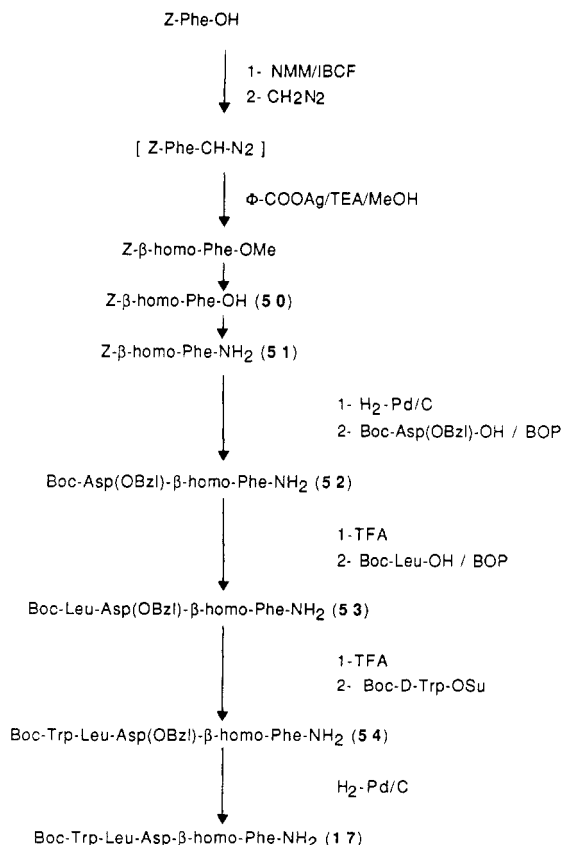 Z-Phe-OH
1- NMM/IBCF
2- CH2N2
[ Z-Phe-CH-N2 ]
Φ-COOAg/TEA/MeOH
Z-β-homo-Phe-OMe
Z-β-homo-Phe-OH (50)
Z-β-homo-Phe-NH2 (51)
1- H2-Pd/C
2- Boc-Asp(OBzl)-OH / BOP
Boc-Asp(OBzl)-β-homo-Phe-NH2 (52)
1-TFA
2- Boc-Leu-OH / BOP
Boc-Leu-Asp(OBzl)-β-homo-Phe-NH2 (53)
1-TFA
2- Boc-D-Trp-OSu
Boc-Trp-Leu-Asp(OBzl)-β-homo-Phe-NH2 (54)
H2-Pd/C
Boc-Trp-Leu-Asp-β-homo-Phe-NH2 (17)